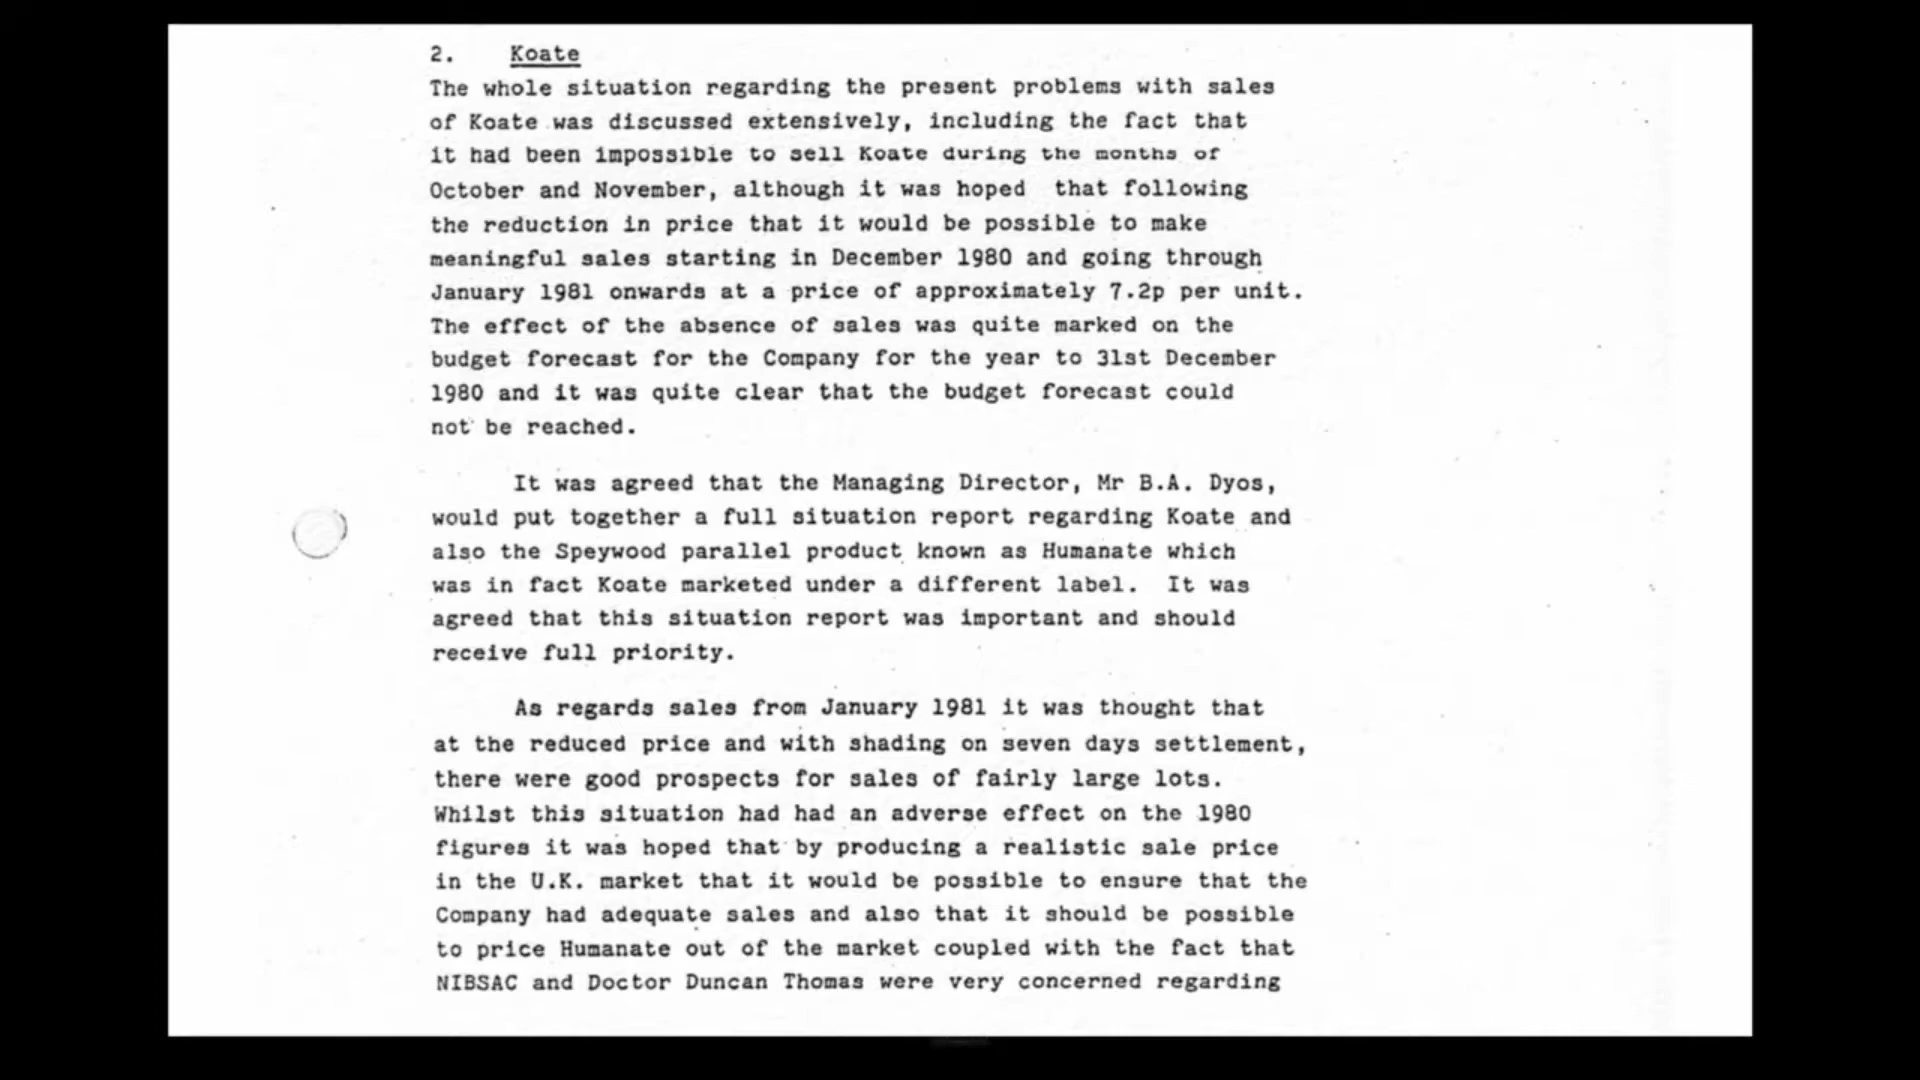 2. Koate
The whole situation regarding the present problems with sales
of Koate was discussed extensively, including the fact that
it had been impossible to sell Koate during the months of
October and November, although it was hoped that following
the reduction in price that it would be possible to make
meaningful sales starting in December 1980 and going through
January 1981 onwards at a price of approximately 7.2p per unit.
The effect of the absence of sales was quite marked on the
budget forecast for the Company for the year to 31st December
1980 and it was quite clear that the budget forecast could
not be reached.
It was agreed that the Managing Director, Mr B.A. Dyos,
would put together a full situation report regarding Koate and
also the Speywood parallel product known as Humanate which
was in fact Koate marketed under a different label. It was
agreed that this situation report was important and should
receive full priority.
As regards sales from January 1981 it was thought that
at the reduced price and with shading on seven days settlement,
there were good prospects for sales of fairly large lots.
Whilst this situation had had an adverse effect on the 1980
figures it was hoped that by producing a realistic sale price
in the U.K. market that it would be possible to ensure that the
Company had adequate sales and also that it should be possible
to price Humanate out of the market coupled with the fact that
NIBSAC and Doctor Duncan Thomas were very concerned regarding